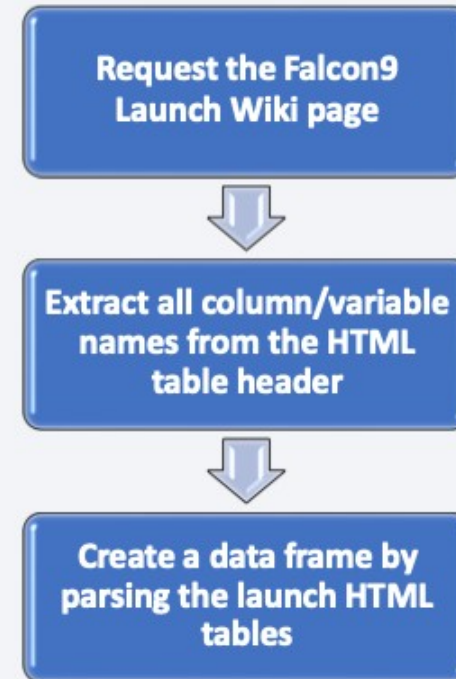 Request the Falcon9
Launch Wiki page
Extract all column/variable
names from the HTML
table header
Create a data frame by
parsing the launch HTML
tables